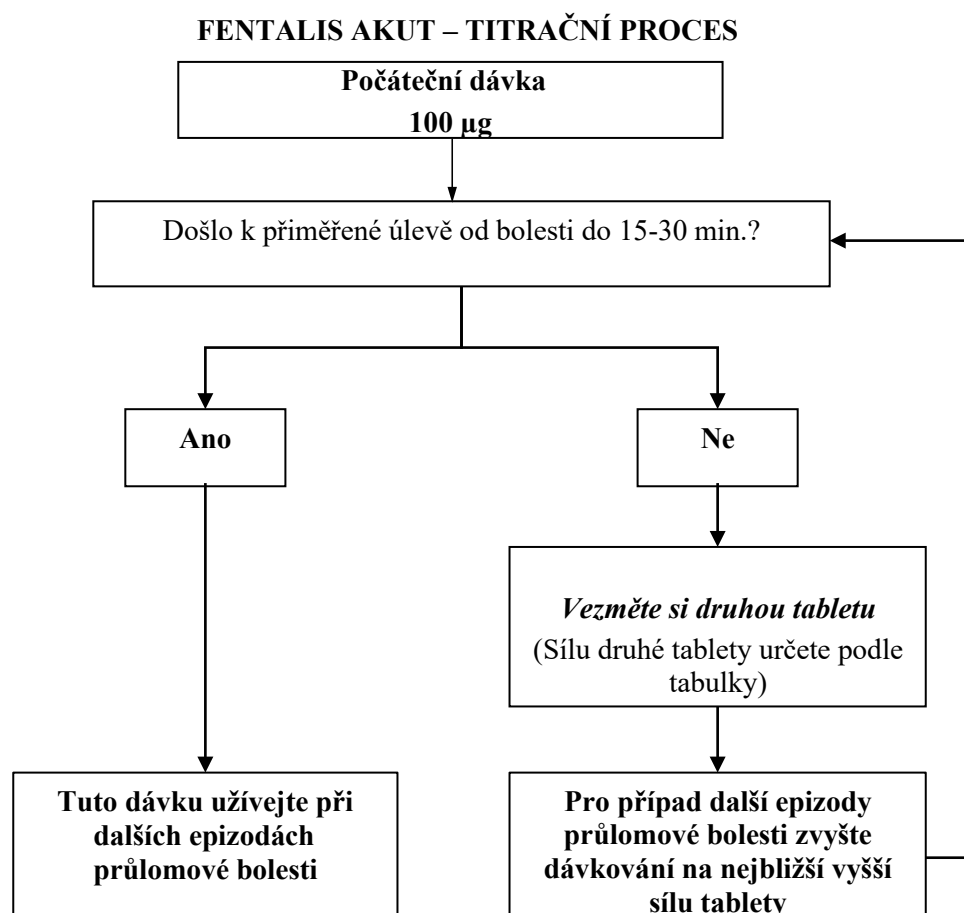 FENTALIS AKUT – TITRAČNÍ PROCES
Počáteční dávka
100 µg
Došlo k přiměřené úlevě od bolesti do 15-30 min.?
Ano
Ne
Vezměte si druhou tabletu
(Sílu druhé tablety určete podle
tabulky)
Tuto dávku užívejte při
dalších epizodách
průlomové bolesti
Pro případ další epizody
průlomové bolesti zvyšte
dávkování na nejbližší vyšší
sílu tablety